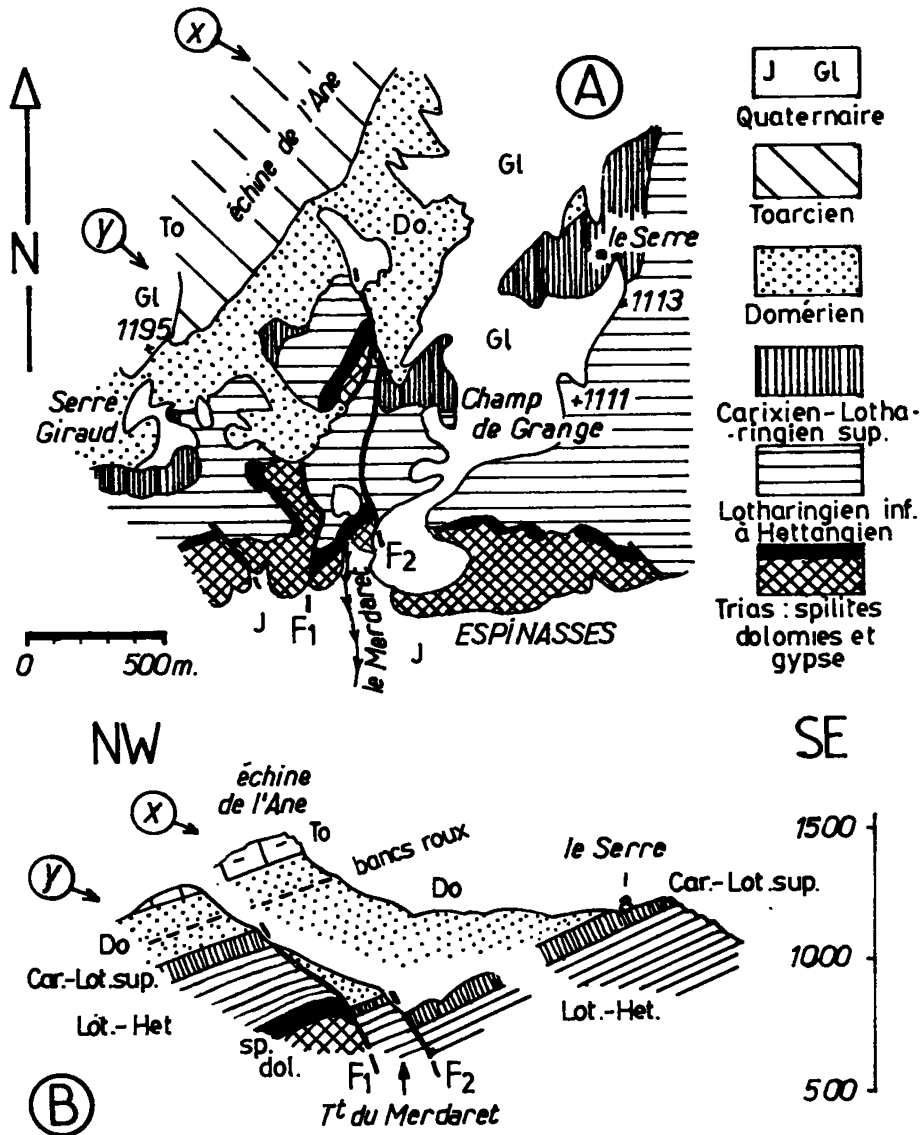 X
A
J Gl
Quaternaire
échine de l'Ane
Gl
Toarcien
Y
To
Do
N
le Serre
Gl
1195
1113
Domérien
Gl
Serre
Giraud
Champ
de Grange
+1111
Carixien-Lotha-
-ringien sup.
Lotharingien inf.
à Hettangien
F2
J
F1
le Merdaret
J
ESPINASSES
Trias : spilites
dolomies et
gypse
0 500m.
NW
SE
échine
de l'Ane
X
To
bancs roux
le Serre
1500
Y
Do
Car.-Lot.sup.
Do
1000
Car.-Lot.sup.
Lot.-Het
Lot.-Het.
sp.
dol.
F1
F2
500
B
Tt du Merdaret